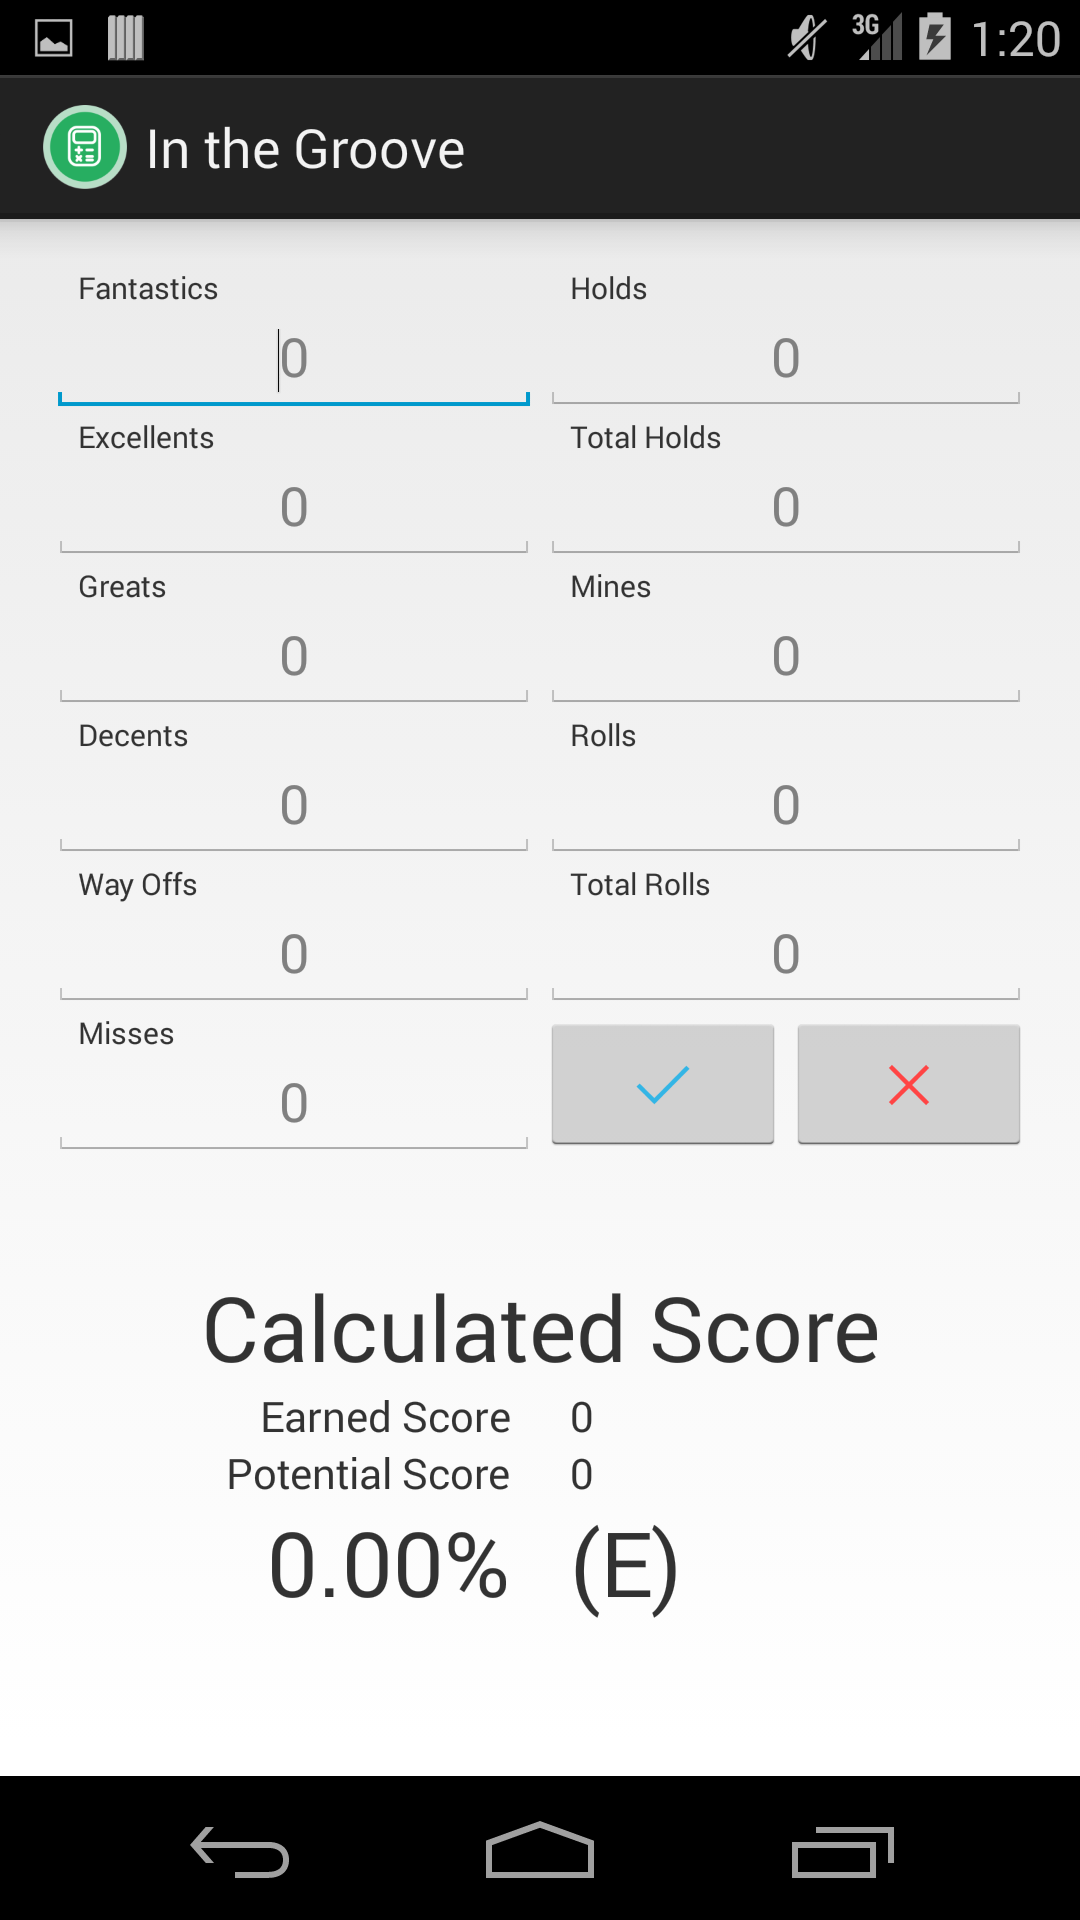 3G 1:20
In the Groove
Fantastics Holds
0 0
Excellents Total Holds
0 0
Greats Mines
0 0
Decents Rolls
0 0
Way Offs Total Rolls
0 0
Misses
0
Calculated Score
Earned Score 0
Potential Score 0
0.00% (E)